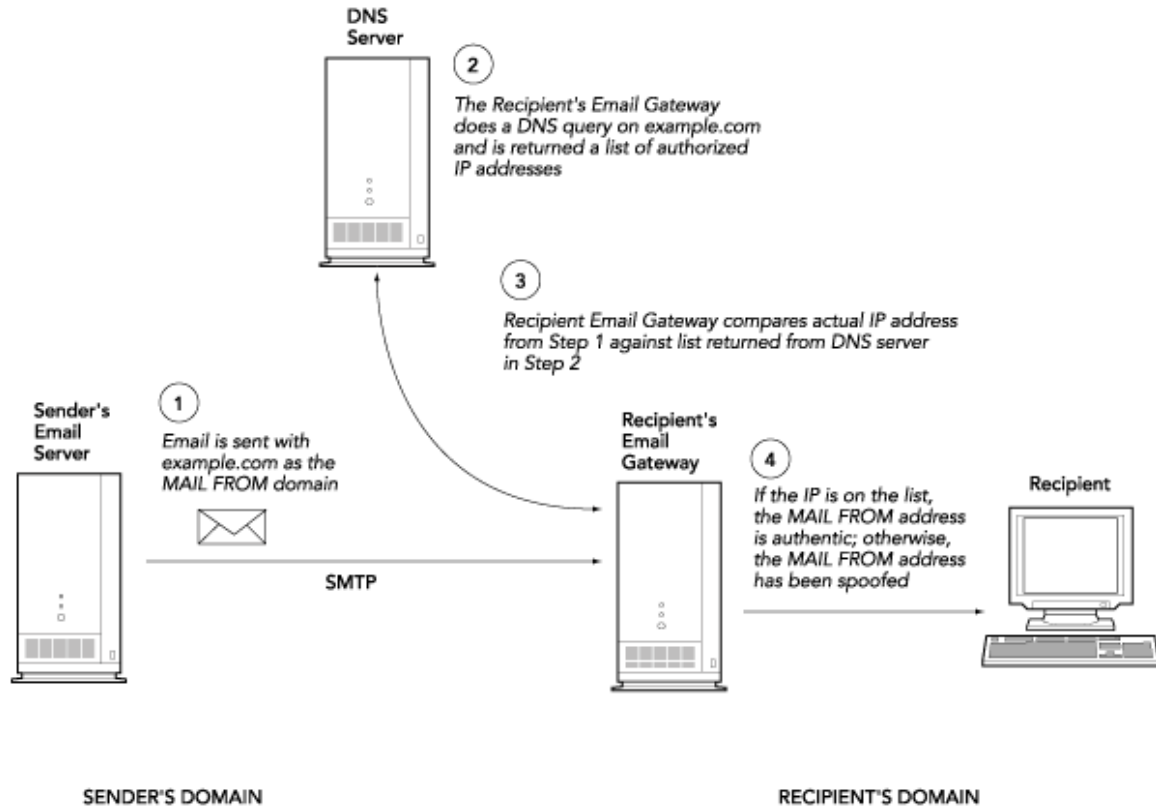 DNS
Server
2
The Recipient's Email Gateway
does a DNS query on example.com
and is returned a list of authorized
IP addresses
3
Recipient Email Gateway compares actual IP address
from Step 1 against list returned from DNS server
in Step 2
Sender's
Email
Server
1
Email is sent with
example.com as the
MAIL FROM domain
SMTP
Recipient's
Email
Gateway
4
If the IP is on the list,
the MAIL FROM address
is authentic; otherwise,
the MAIL FROM address
has been spoofed
Recipient
SENDER'S DOMAIN
RECIPIENT'S DOMAIN